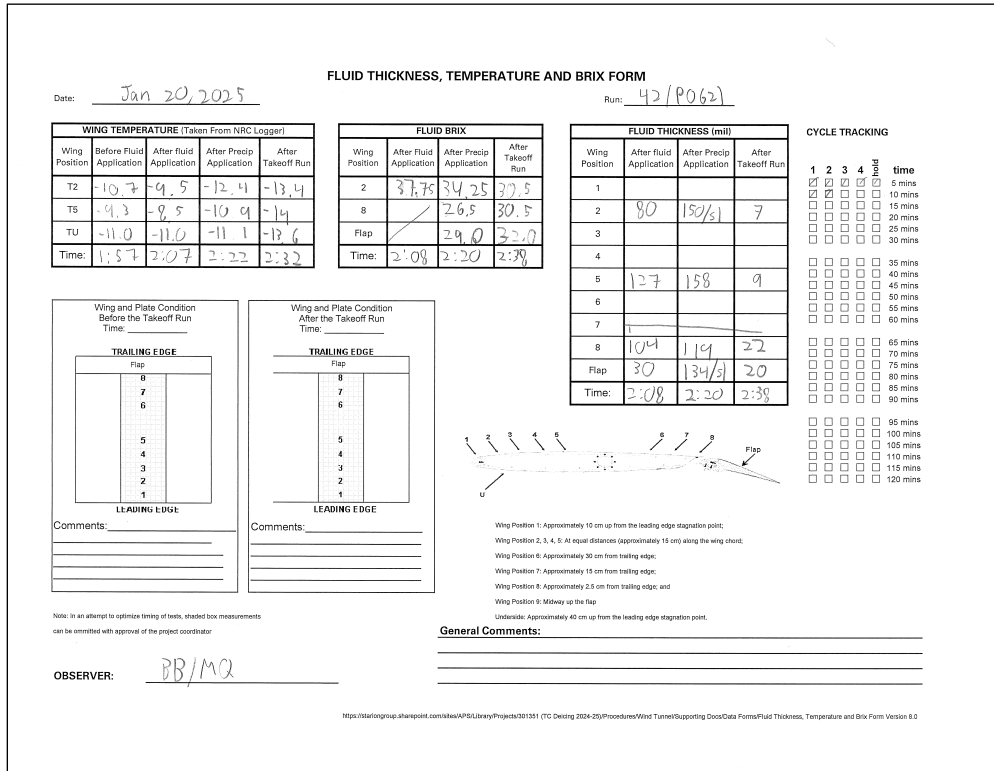 FLUID THICKNESS, TEMPERATURE AND BRIX FORM
Date: Jan 20, 2025
Run: 42 (P062)
WING TEMPERATURE (Taken From NRC Logger)
Wing Position Before Fluid Application After fluid Application After Precip Application After Takeoff Run
T2 -10.7 -9.5 -12.4 -13.4
T5 -9.3 -8.5 -10 9 -14
TU -11.0 -11.0 -11 1 -13.6
Time: 1:57 2:07 2:22 2:32
FLUID BRIX
Wing Position After fluid Application After Precip Application After Takeoff Run
2 37.75 34.25 30.5
8 26.5 30.5
Flap 29.0 32.0
Time: 2:08 2:20 2:38
FLUID THICKNESS (mil)
Wing Position After fluid Application After Precip Application After Takeoff Run
1
2 80 150/sl 7
3
4
5 127 158 9
6
7
8 104 119 22
Flap 30 134/sl 20
Time: 2:08 2:20 2:38
CYCLE TRACKING
1 2 3 4 hold time
5 mins
10 mins
15 mins
20 mins
25 mins
30 mins
35 mins
40 mins
45 mins
50 mins
55 mins
60 mins
65 mins
70 mins
75 mins
80 mins
85 mins
90 mins
95 mins
100 mins
105 mins
110 mins
115 mins
120 mins
Wing and Plate Condition
Before the Takeoff Run
Time:
TRAILING EDGE
Flap
8
7
6
5
4
3
2
1
LEADING EDGE
Comments:
Wing and Plate Condition
After the Takeoff Run
Time:
TRAILING EDGE
Flap
8
7
6
5
4
3
2
1
LEADING EDGE
Comments:
1 2 3 4 5 6 7 8 Flap
U
Wing Position 1: Approximately 10 cm up from the leading edge stagnation point;
Wing Position 2, 3, 4, 5: At equal distances (approximately 15 cm) along the wing chord;
Wing Position 6: Approximately 30 cm from trailing edge;
Wing Position 7: Approximately 15 cm from trailing edge;
Wing Position 8: Approximately 2.5 cm from trailing edge; and
Wing Position 9: Midway up the flap
Underside: Approximately 40 cm up from the leading edge stagnation point.
Note: In an attempt to optimize timing of tests, shaded box measurements
can be ommitted with approval of the project coordinator
General Comments:
OBSERVER: BB/MQ
https://stariongroup.sharepoint.com/sites/APS/Library/Projects/301351 (TC Deicing 2024-25)/Procedures/Wind Tunnel/Supporting Docs/Data Forms/Fluid Thickness, Temperature and Brix Form Version 8.0